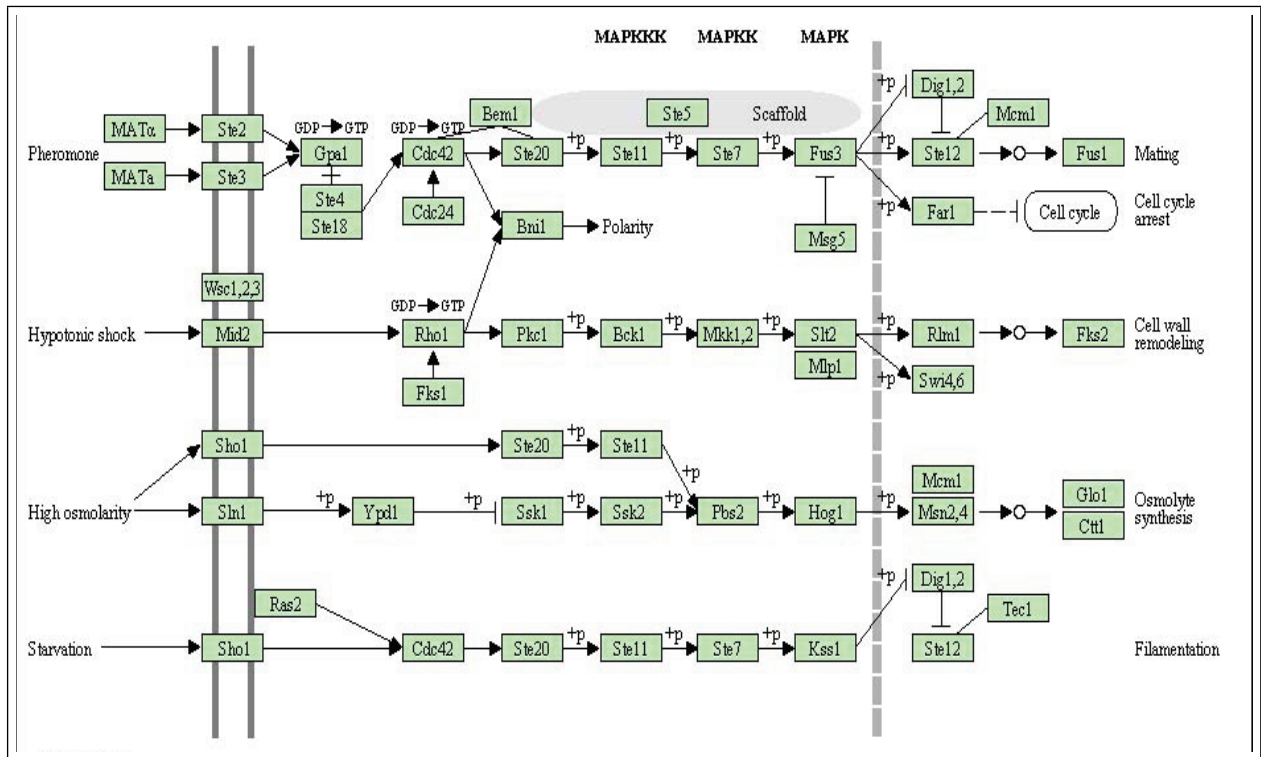 MAPKKK MAPKK MAPK
+p Dig1,2
Bem1 Ste5 Scaffold Mcm1
MATα Ste2 GDP GTP GDP GTP
Pheromone Gpa1 Cdc42 Ste20 +p Ste11 +p Ste7 +p Fus3 +p Ste12 Fus1 Mating
MATa Ste3
Ste4
Ste18 Cdc24 Bni1 Polarity +p Far1 Cell cycle Cell cycle
arrest
Msg5
Wsc1,2,3
GDP GTP
Hypotonic shock Mid2 Rho1 Pkc1 +p Bck1 +p Mkk1,2 +p Slt2 +p Rlm1 Fks2 Cell wall
remodeling
Mlp1
Fks1 +p Swi4,6
Sho1 Ste20 +p Ste11
+p
Mcm1
High osmolarity Sln1 +p Ypd1 +p Ssk1 +p Ssk2 +p Pbs2 +p Hog1 +p Msn2,4 Glo1 Osmolyte
synthesis
Ctt1
+p Dig1,2
Ras2 Tec1
Starvation Sho1 Cdc42 Ste20 +p Ste11 +p Ste7 +p Kss1 Ste12 Filamentation